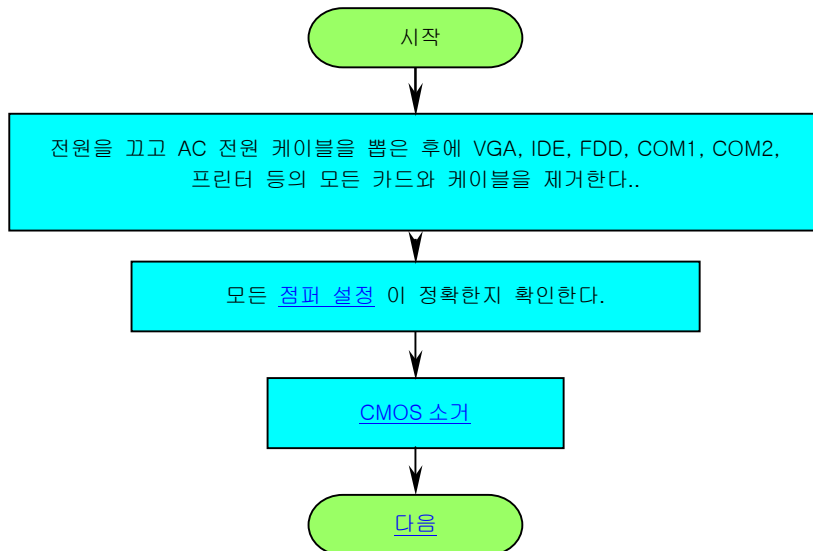 시작
전원을 끄고 AC 전원 케이블을 뽑은 후에 VGA, IDE, FDD, COM1, COM2,
프린터 등의 모든 카드와 케이블을 제거한다..
모든 점퍼 설정 이 정확한지 확인한다.
CMOS 소거
다음